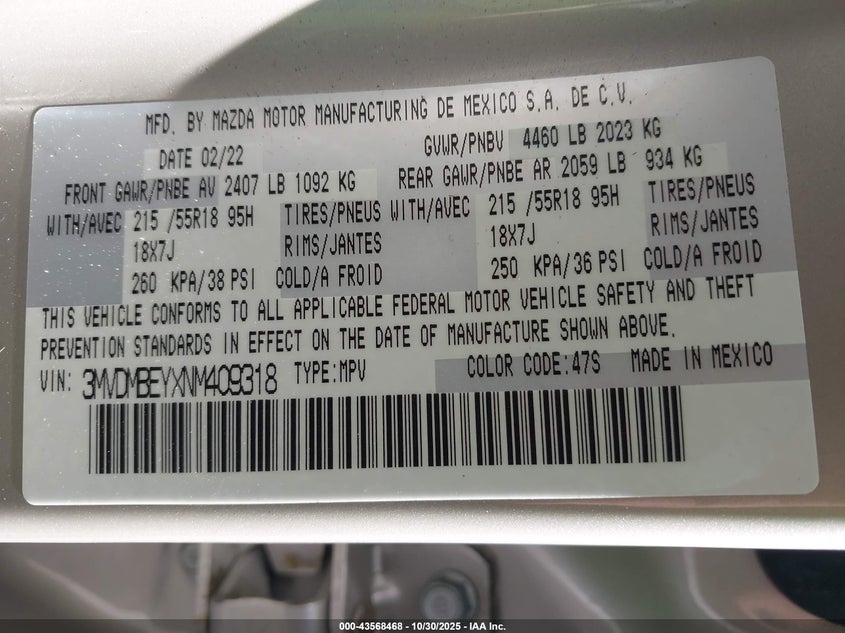 MFD. BY MAZDA MOTOR MANUFACTURING DE MEXICO S.A. DE C.V.
DATE 02/22 GVWR/PNBV 4460 LB 2023 KG
FRONT GAWR/PNBE AV 2407 LB 1092 KG REAR GAWR/PNBE AR 2059 LB 934 KG
WITH/AVEC 215 /55R18 95H TIRES/PNEUS WITH/AVEC 215 /55R18 95H TIRES/PNEUS
18X7J RIMS/JANTES 18X7J RIMS/JANTES
260 KPA/38 PSI COLD/A FROID 250 KPA/36 PSI COLD/A FROID
THIS VEHICLE CONFORMS TO ALL APPLICABLE FEDERAL MOTOR VEHICLE SAFETY AND THEFT
PREVENTION STANDARDS IN EFFECT ON THE DATE OF MANUFACTURE SHOWN ABOVE.
VIN: 3MVDMBEYXNM409318 TYPE:MPV COLOR CODE:47S MADE IN MEXICO
000-43568468 - 10/30/2025 - IAA Inc.